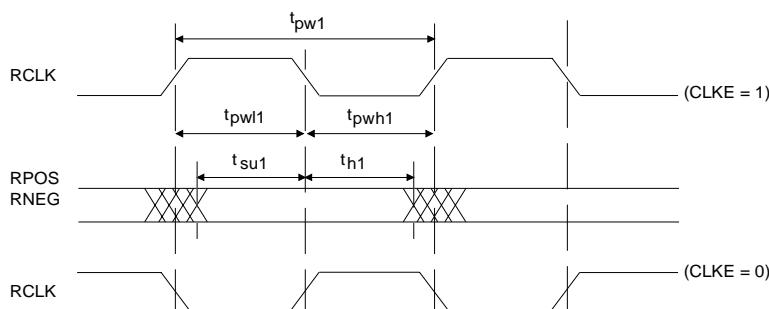 tpw1
RCLK
(CLKE = 1)
tpwl1
tpwh1
tsu1
th1
RPOS
RNEG
(CLKE = 0)
RCLK